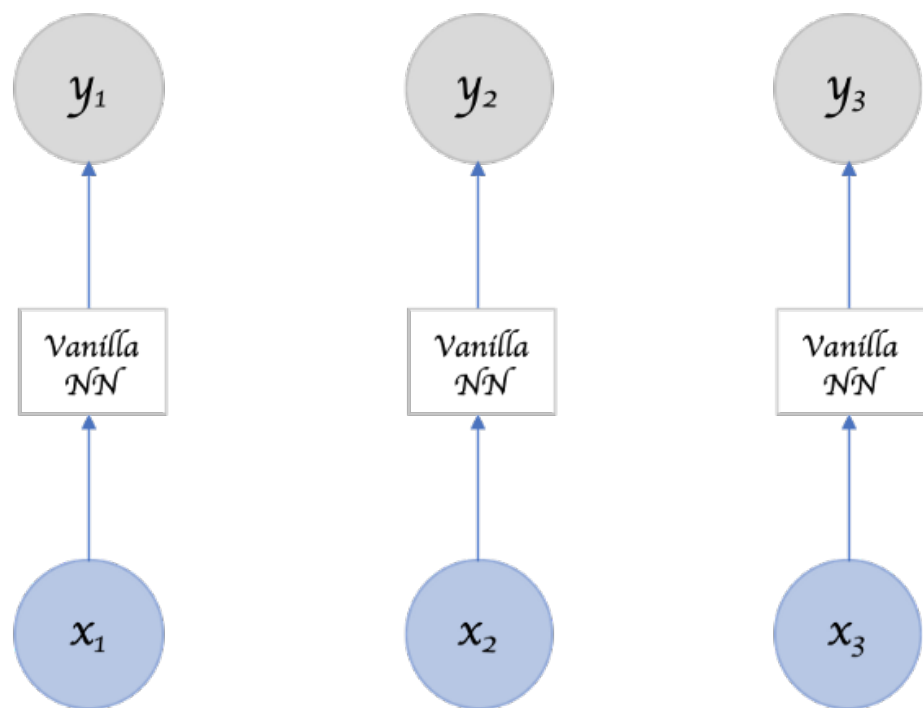 y₁ y₂ y₃
Vanilla Vanilla Vanilla
NN NN NN
x₁ x₂ x₃